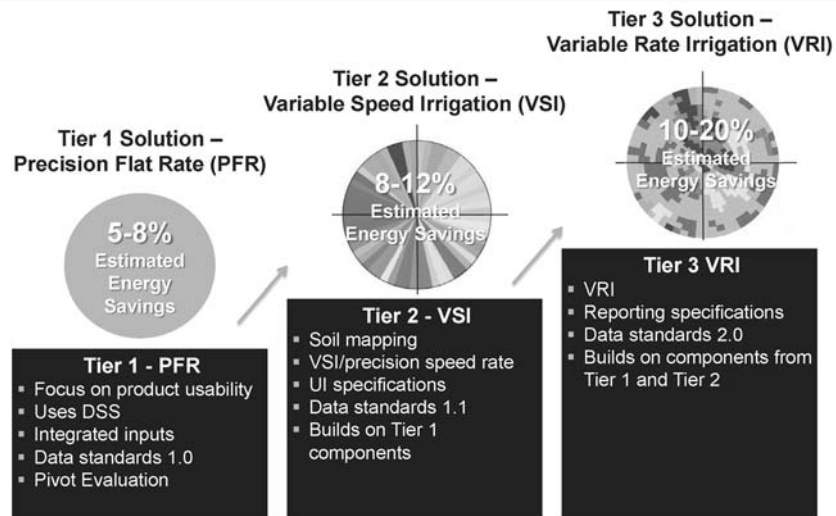 Tier 1 Solution –
Precision Flat Rate (PFR)
5-8%
Estimated
Energy
Savings
Tier 1 - PFR
Focus on product usability
Uses DSS
Integrated inputs
Data standards 1.0
Pivot Evaluation
Tier 2 Solution –
Variable Speed Irrigation (VSI)
8-12%
Estimated
Energy Savings
Tier 2 - VSI
Soil mapping
VSI/precision speed rate
UI specifications
Data standards 1.1
Builds on Tier 1
components
Tier 3 Solution –
Variable Rate Irrigation (VRI)
10-20%
Estimated
Energy Savings
Tier 3 VRI
VRI
Reporting specifications
Data standards 2.0
Builds on components from
Tier 1 and Tier 2